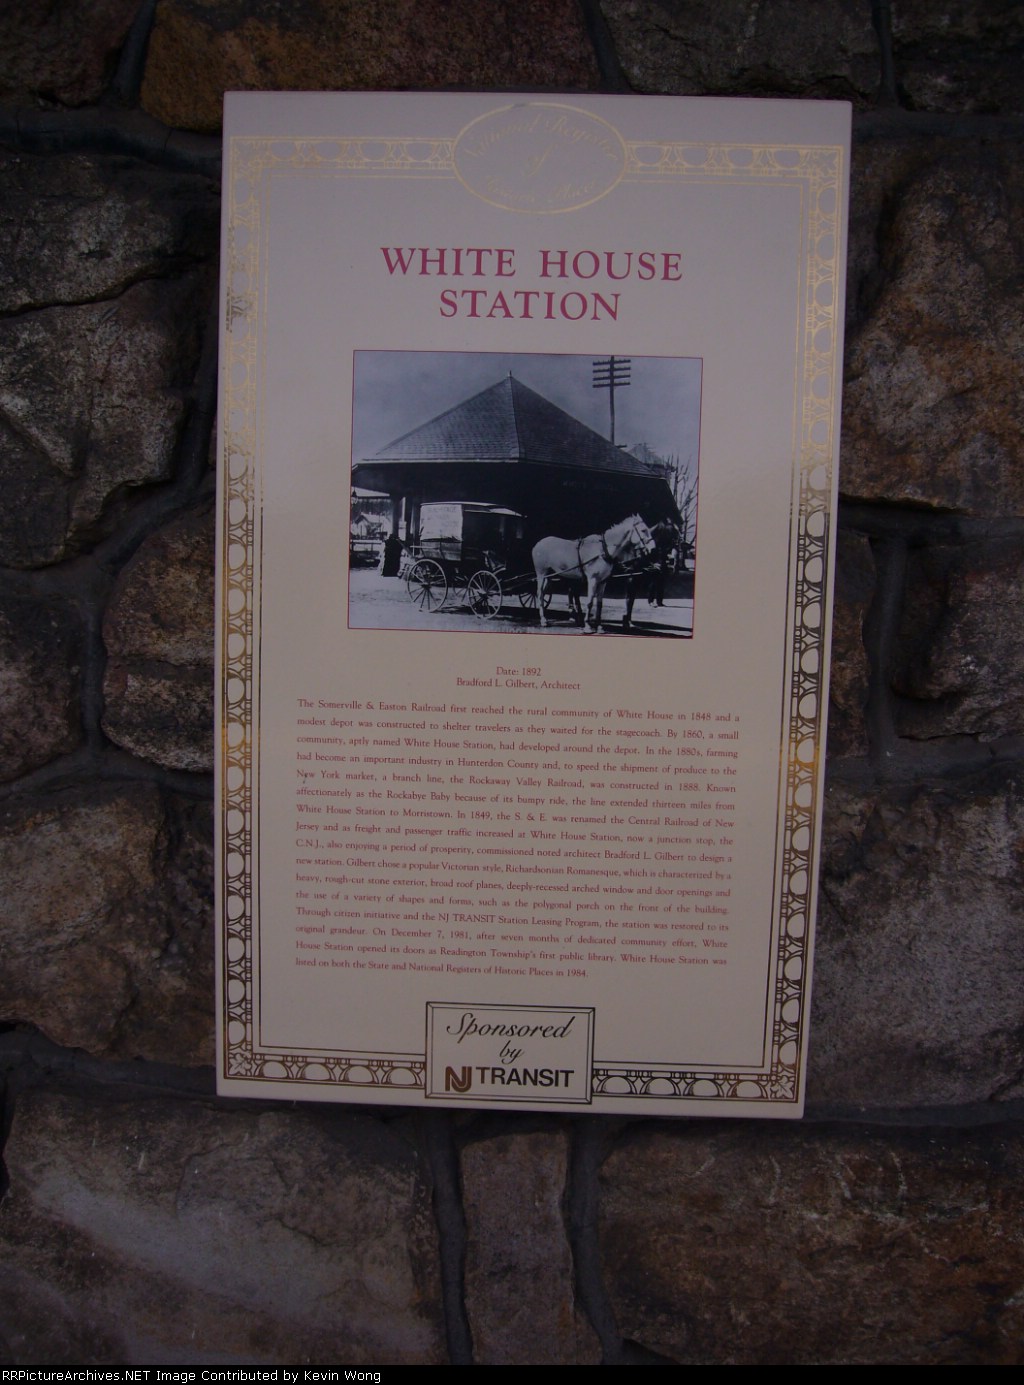 National Register
of
Historic Places
WHITE HOUSE
STATION
Date: 1892
Bradford L. Gilbert, Architect
The Somerville & Easton Railroad first reached the rural community of White House in 1848 and a
modest depot was constructed to shelter travelers as they waited for the stagecoach. By 1860, a small
community, aptly named White House Station, had developed around the depot. In the 1880s, farming
had become an important industry in Hunterdon County and, to speed the shipment of produce to the
New York market, a branch line, the Rockaway Valley Railroad, was constructed in 1888. Known
affectionately as the Rockabye Baby because of its bumpy ride, the line extended thirteen miles from
White House Station to Morristown. In 1849, the S. & E. was renamed the Central Railroad of New
Jersey and as freight and passenger traffic increased at White House Station, now a junction stop, the
C.N.J., also enjoying a period of prosperity, commissioned noted architect Bradford L. Gilbert to design a
new station. Gilbert chose a popular Victorian style, Richardsonian Romanesque, which is characterized by a
heavy, rough-cut stone exterior, broad roof planes, deeply-recessed arched window and door openings and
the use of a variety of shapes and forms, such as the polygonal porch on the front of the building.
Through citizen initiative and the NJ TRANSIT Station Leasing Program, the station was restored to its
original grandeur. On December 7, 1981, after seven months of dedicated community effort, White
House Station opened its doors as Readington Township's first public library. White House Station was
listed on both the State and National Registers of Historic Places in 1984.
Sponsored
by
NJ TRANSIT
RRPictureArchives.NET Image Contributed by Kevin Wong